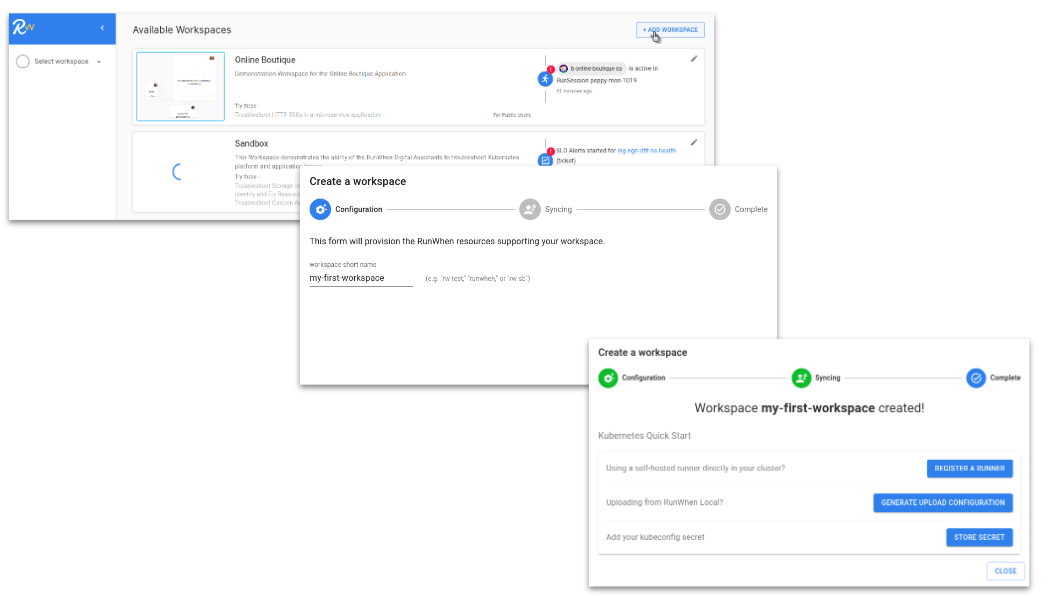 RW
Available Workspaces
+ ADD WORKSPACE
Select workspace
Online Boutique
Demonstration Workspace for the Online Boutique Application
Try these
Troubleshoot HTTP 500s in a microservice application
For Public Users
b-online-boutique-sa is active in
RunSession peppy-mon-1019
51 minutes ago
Sandbox
This Workspace demonstrates the ability of the RunWhen Digital Assistants to troubleshoot Kubernetes
platform and application
Try these -
Troubleshoot Storage
Identify and Fix
Troubleshoot Custom
SLO Alerts started for
(ticket)
Create a workspace
Configuration
Syncing
Complete
This form will provision the RunWhen resources supporting your workspace.
workspace short name
my-first-workspace
(e.g. "rw-test," "runwhen," or "rw-sb")
Create a workspace
Configuration
Syncing
Complete
Workspace my-first-workspace created!
Kubernetes Quick Start
Using a self-hosted runner directly in your cluster?
REGISTER A RUNNER
Uploading from RunWhen Local?
GENERATE UPLOAD CONFIGURATION
Add your kubeconfig secret
STORE SECRET
CLOSE